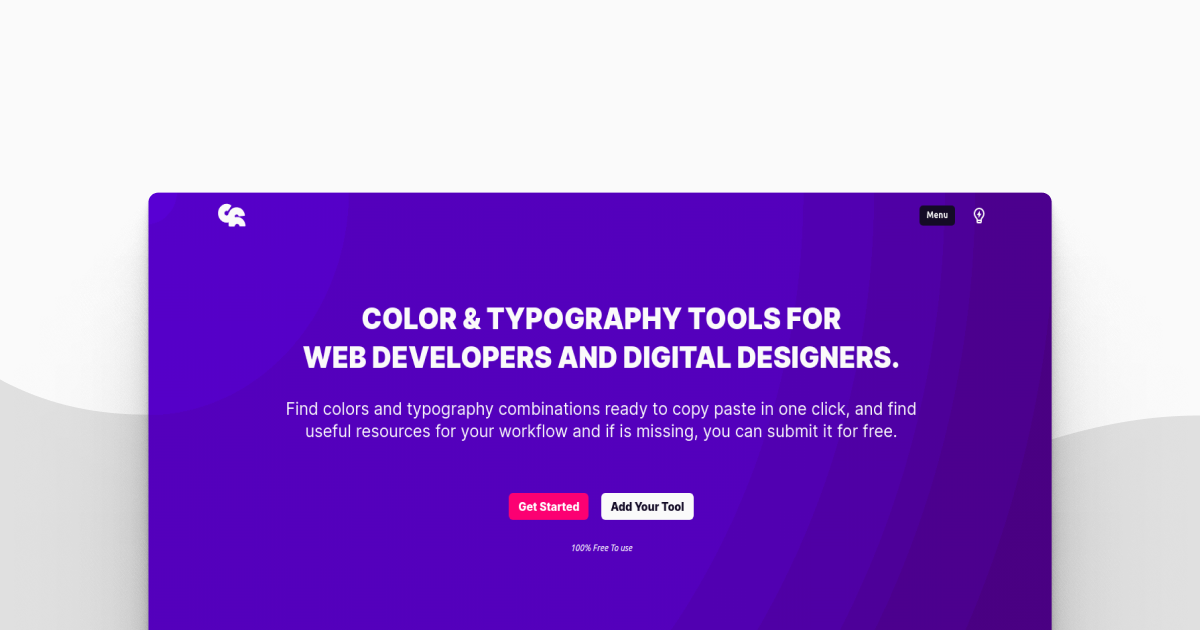 Menu
COLOR & TYPOGRAPHY TOOLS FOR
WEB DEVELOPERS AND DIGITAL DESIGNERS.
Find colors and typography combinations ready to copy paste in one click, and find
useful resources for your workflow and if is missing, you can submit it for free.
Get Started
Add Your Tool
100% Free To use